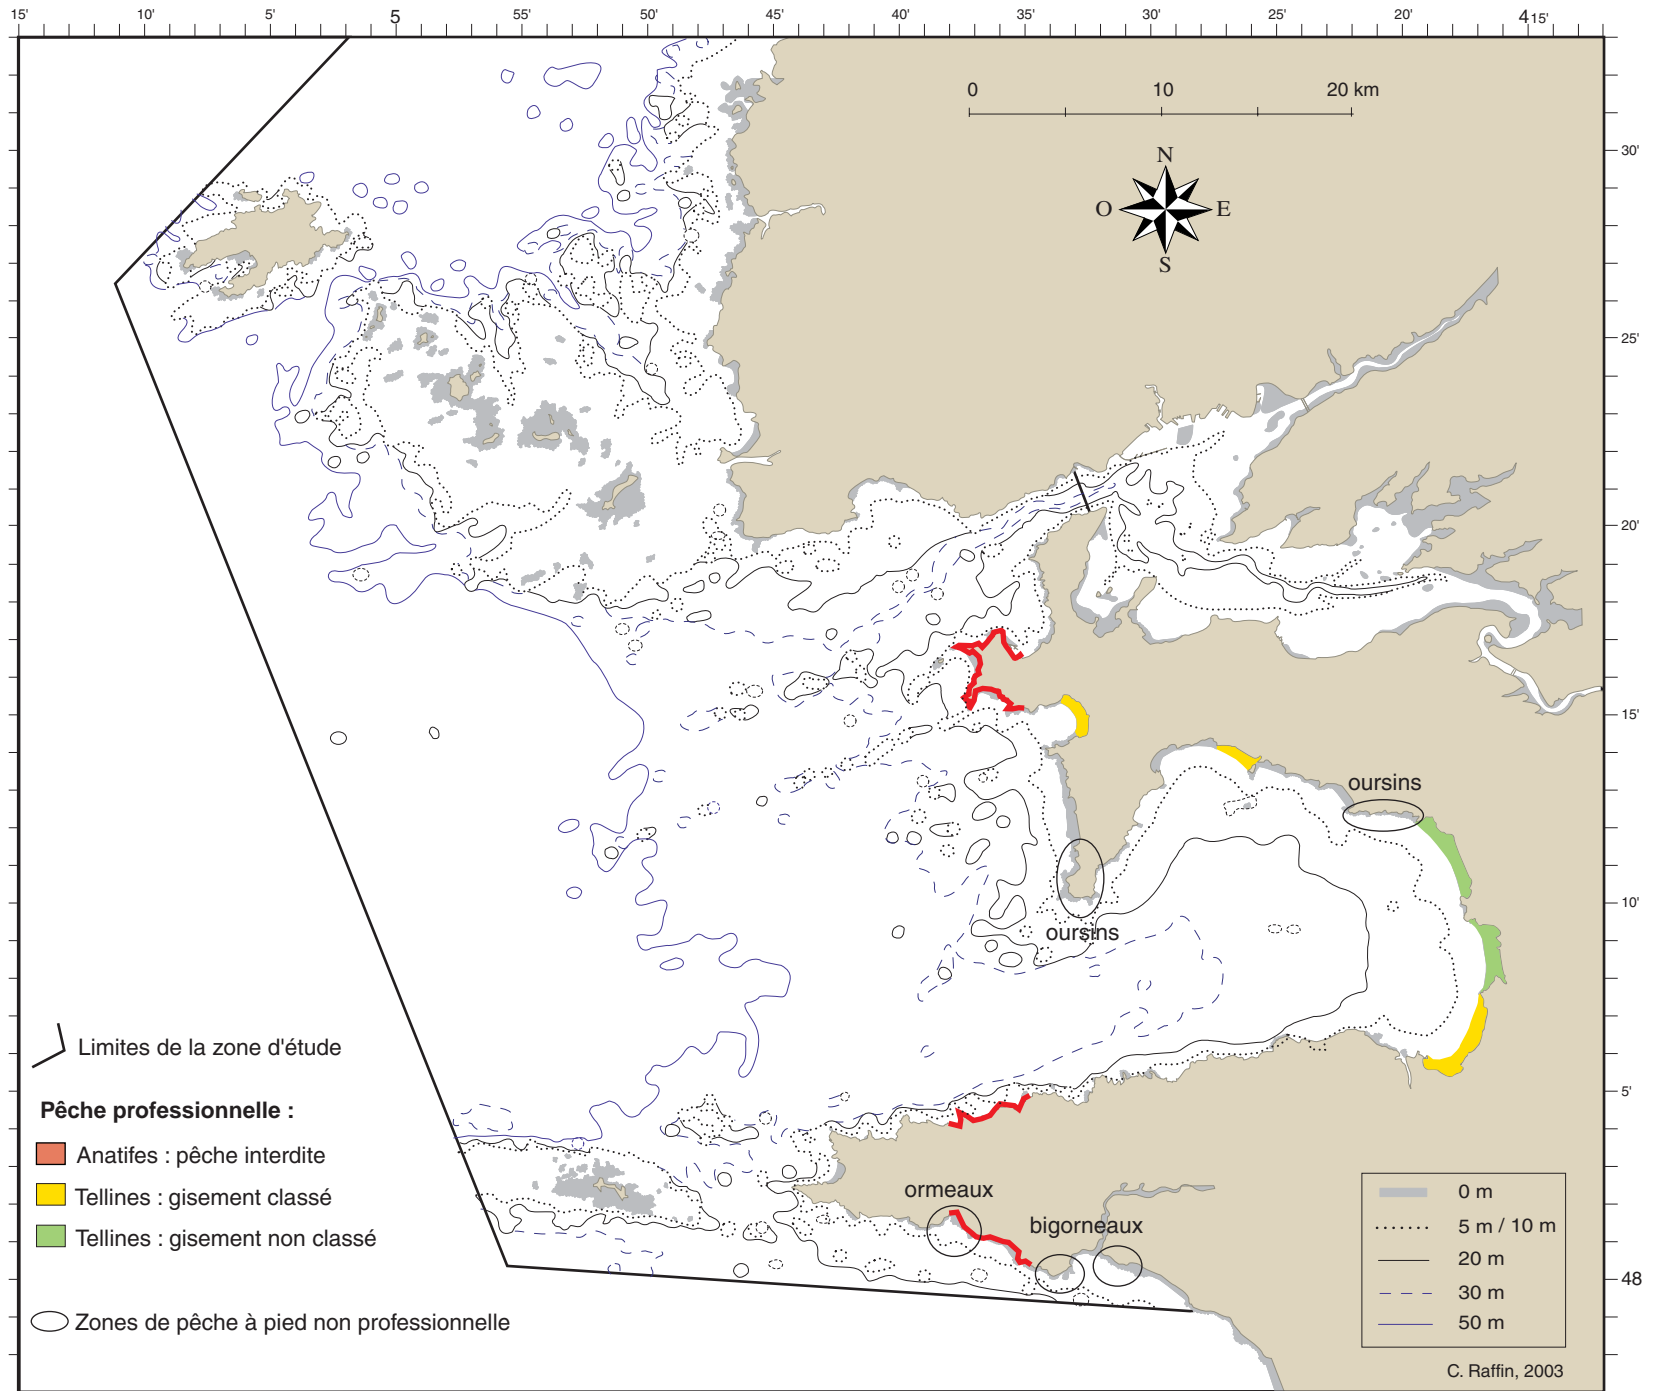 15' 10' 5' 5 55' 50' 45' 40' 35' 30' 25' 20' 4 15'
0 10 20 km
N
O E
S
30'
25'
20'
15'
10'
5'
48
oursins
oursins
ormeaux
bigorneaux
Limites de la zone d'étude
Pêche professionnelle :
Anatifes : pêche interdite
Tellines : gisement classé
Tellines : gisement non classé
Zones de pêche à pied non professionnelle
0 m
5 m / 10 m
20 m
30 m
50 m
C. Raffin, 2003